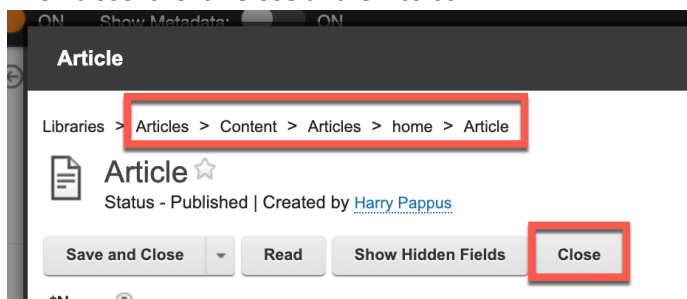 ON Show Metadata: ON
Article
Libraries > Articles > Content > Articles > home > Article
Article
Status - Published | Created by Harry Pappus
Save and Close Read Show Hidden Fields Close